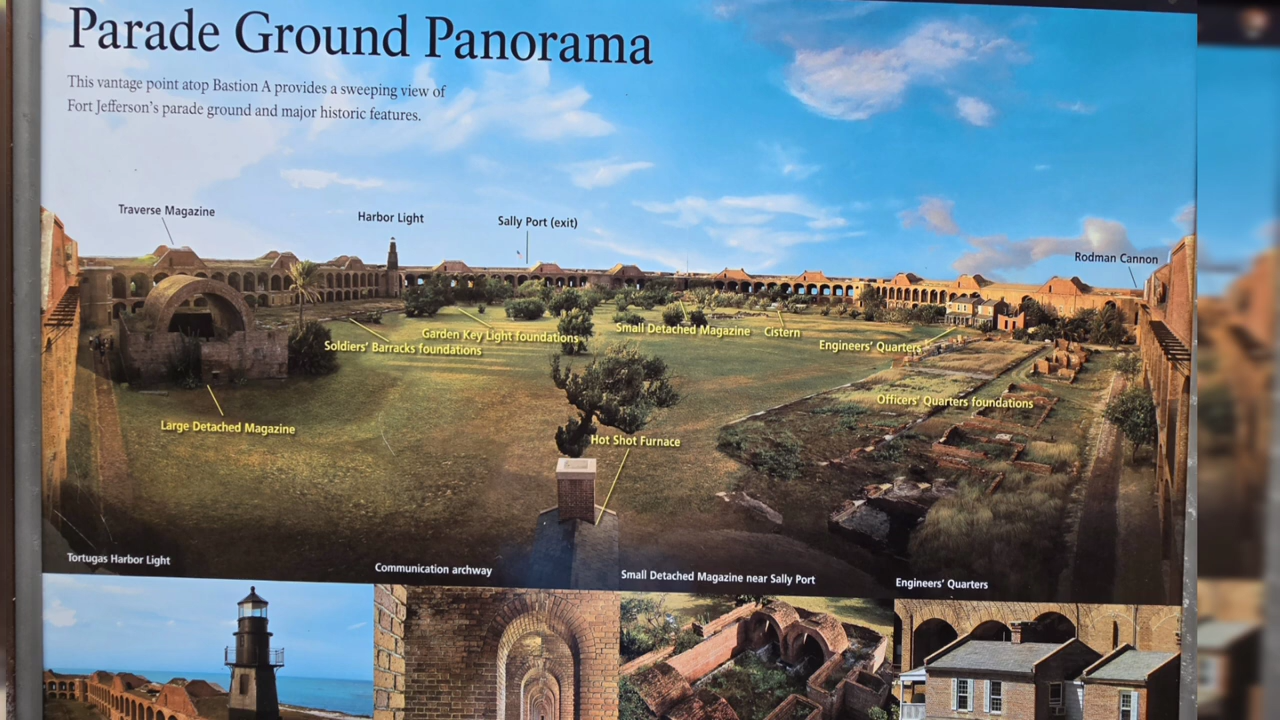 Parade Ground Panorama
This vantage point atop Bastion A provides a sweeping view of
Fort Jefferson's parade ground and major historic features.
Traverse Magazine
Harbor Light
Sally Port (exit)
Rodman Cannon
Soldiers' Barracks foundations
Garden Key Light foundations
Small Detached Magazine
Cistern
Engineers' Quarters
Officers' Quarters foundations
Large Detached Magazine
Hot Shot Furnace
Tortugas Harbor Light
Communication archway
Small Detached Magazine near Sally Port
Engineers' Quarters